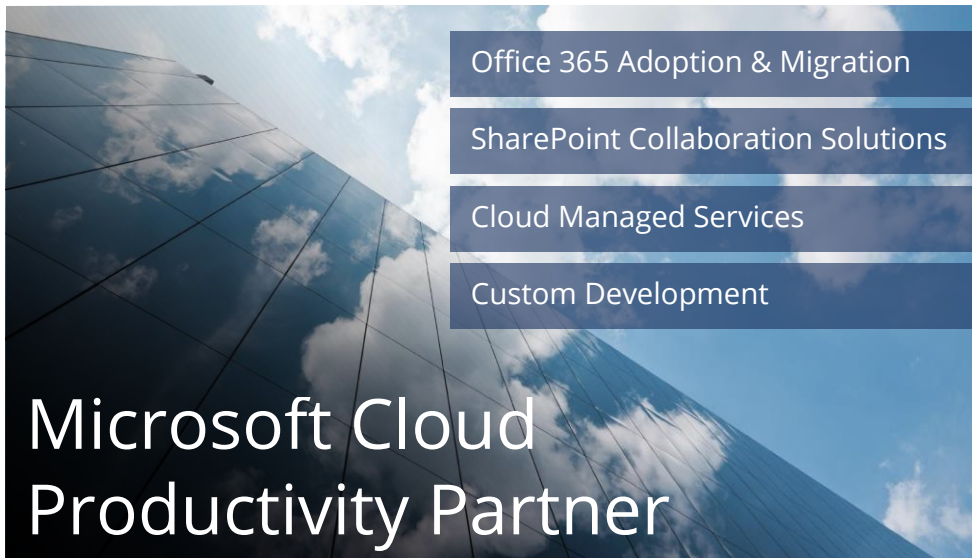 Office 365 Adoption & Migration
SharePoint Collaboration Solutions
Cloud Managed Services
Custom Development
Microsoft Cloud
Productivity Partner